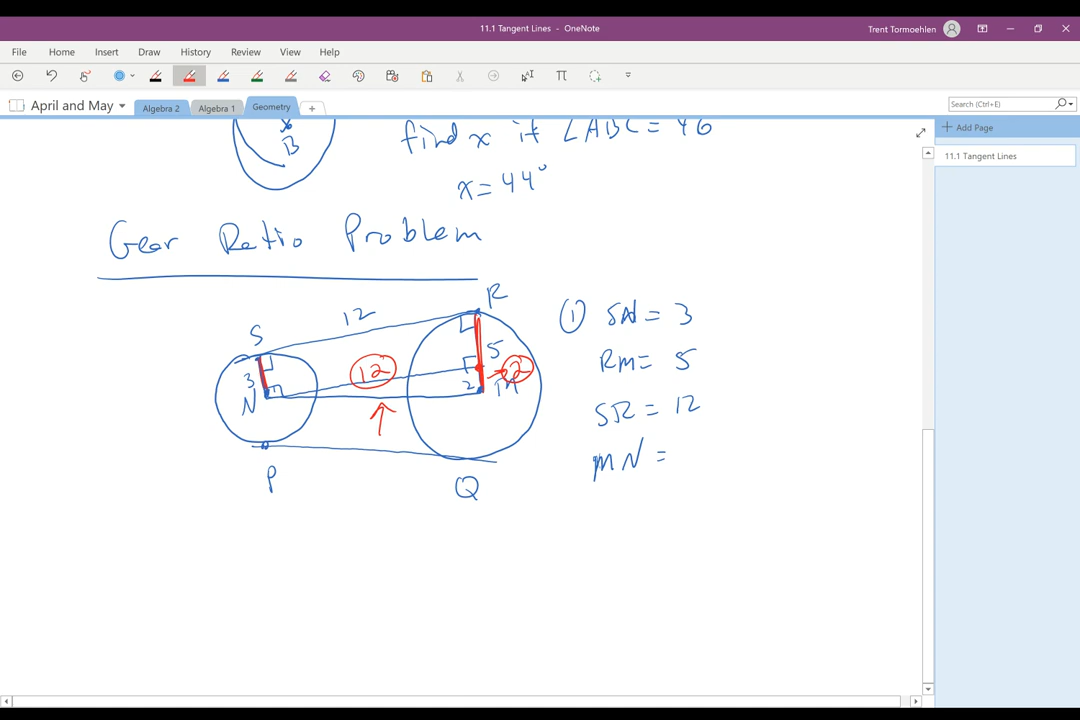 11.1 Tangent Lines - OneNote
Trent Tormoehlen
File Home Insert Draw History Review View Help
April and May
Algebra 2
Algebra 1
Geometry
Search (Ctrl+E)
Add Page
11.1 Tangent Lines
x
B
find x if ∠ABC = 46
x = 44°
Gear Ratio Problem
R
12
S
① SN = 3
5
RM = 5
12
2
2
M
3
N
SR = 12
MN =
P
Q